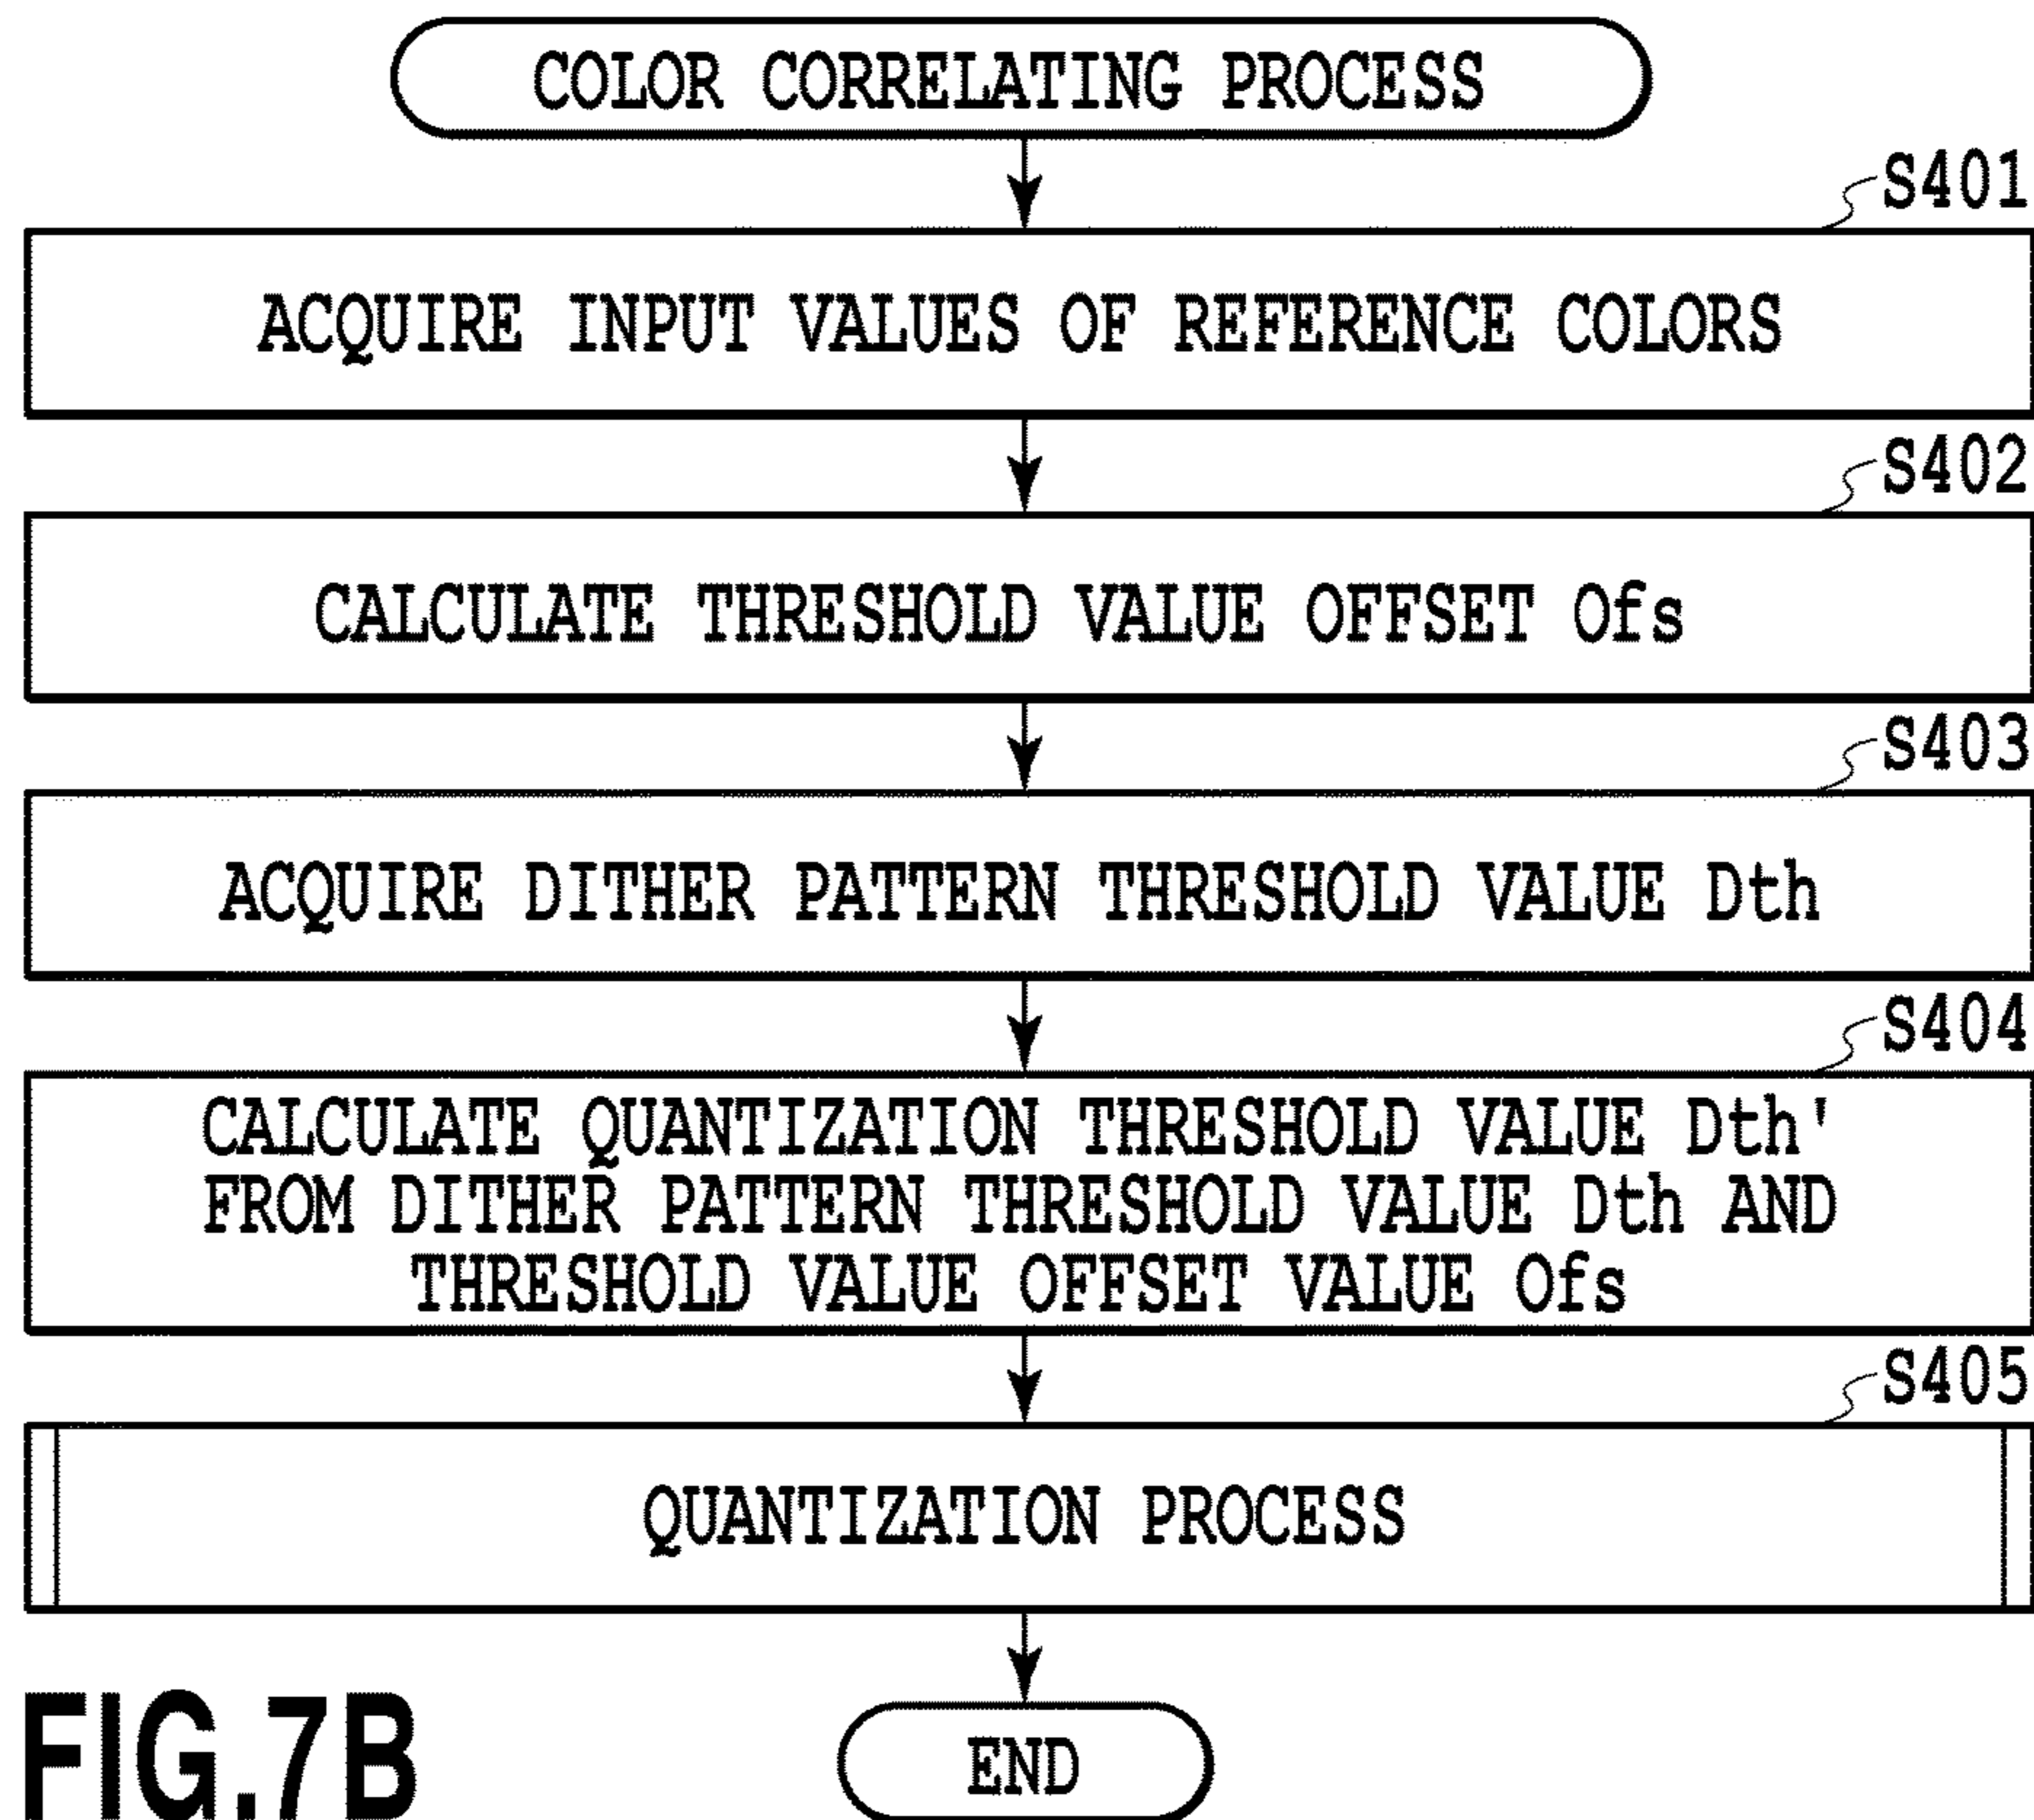 COLOR CORRELATING PROCESS
S401
ACQUIRE INPUT VALUES OF REFERENCE COLORS
S402
CALCULATE THRESHOLD VALUE OFFSET Ofs
S403
ACQUIRE DITHER PATTERN THRESHOLD VALUE Dth
S404
CALCULATE QUANTIZATION THRESHOLD VALUE Dth'
FROM DITHER PATTERN THRESHOLD VALUE Dth AND
THRESHOLD VALUE OFFSET VALUE Ofs
S405
QUANTIZATION PROCESS
END
FIG.7B